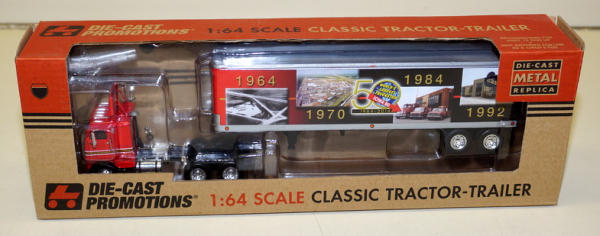 DIE-CAST
PROMOTIONS
1:64 SCALE CLASSIC TRACTOR-TRAILER
DIE-CAST
METAL
REPLICA
1964
1984
50
1970
1992
DIE-CAST
PROMOTIONS
1:64 SCALE CLASSIC TRACTOR-TRAILER